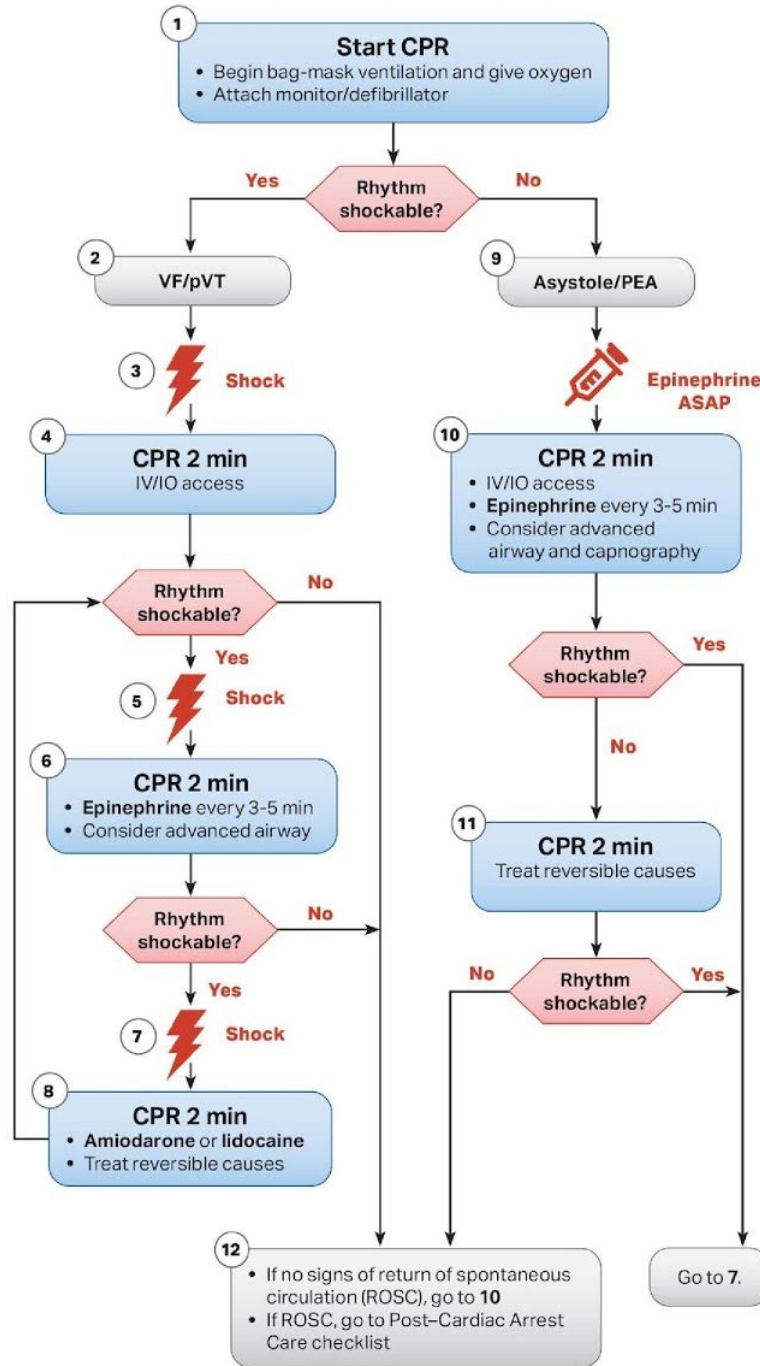 1
Start CPR
• Begin bag-mask ventilation and give oxygen
• Attach monitor/defibrillator
Yes
Rhythm
shockable?
No
2
VF/pVT
9
Asystole/PEA
3
Shock
Epinephrine
ASAP
4
CPR 2 min
IV/IO access
10
CPR 2 min
• IV/IO access
• Epinephrine every 3-5 min
• Consider advanced
airway and capnography
Rhythm
shockable?
No
Yes
5
Shock
Rhythm
shockable?
Yes
No
6
CPR 2 min
• Epinephrine every 3-5 min
• Consider advanced airway
11
CPR 2 min
Treat reversible causes
Rhythm
shockable?
No
Yes
7
Shock
No
Rhythm
shockable?
Yes
8
CPR 2 min
• Amiodarone or lidocaine
• Treat reversible causes
12
• If no signs of return of spontaneous
circulation (ROSC), go to 10
• If ROSC, go to Post–Cardiac Arrest
Care checklist
Go to 7.